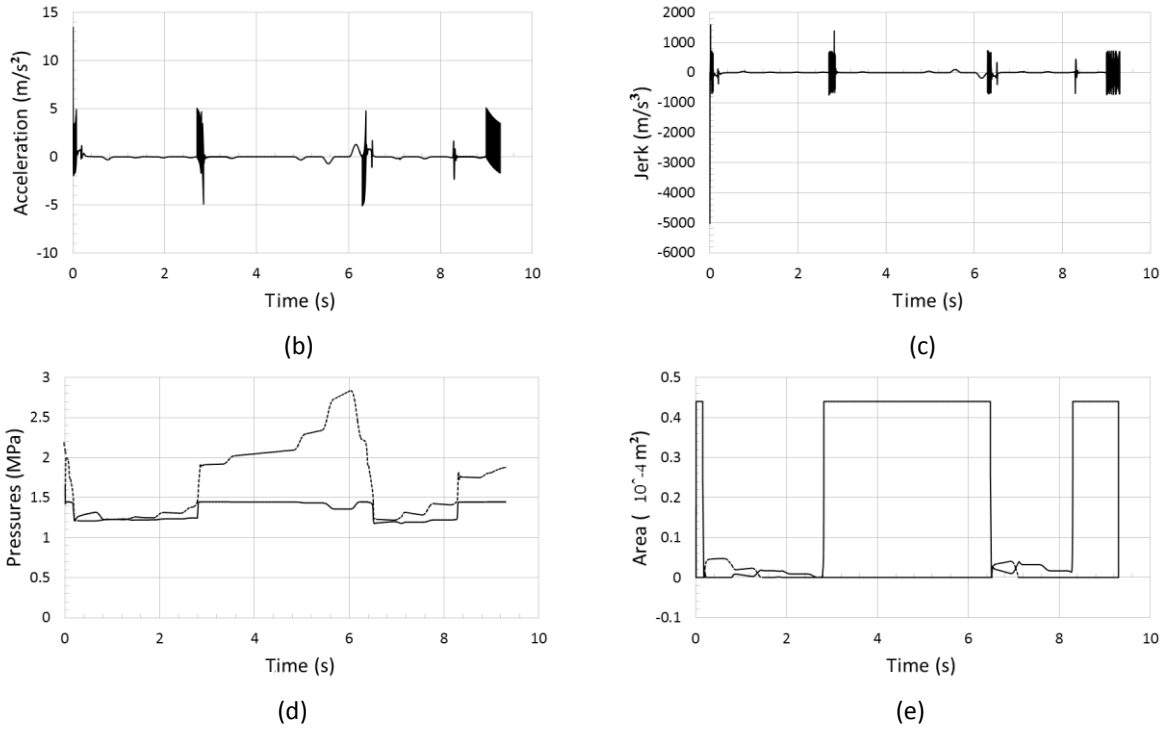 15
10
5
0
-5
-10
Acceleration (m/s²)
0 2 4 6 8 10
Time (s)
(b)
2000
1000
0
-1000
-2000
-3000
-4000
-5000
-6000
Jerk (m/s³)
0 2 4 6 8 10
Time (s)
(c)
3
2.5
2
1.5
1
0.5
0
Pressures (MPa)
0 2 4 6 8 10
Time (s)
(d)
0.5
0.4
0.3
0.2
0.1
0
-0.1
Area ( 10^-4 m²)
0 2 4 6 8 10
Time (s)
(e)